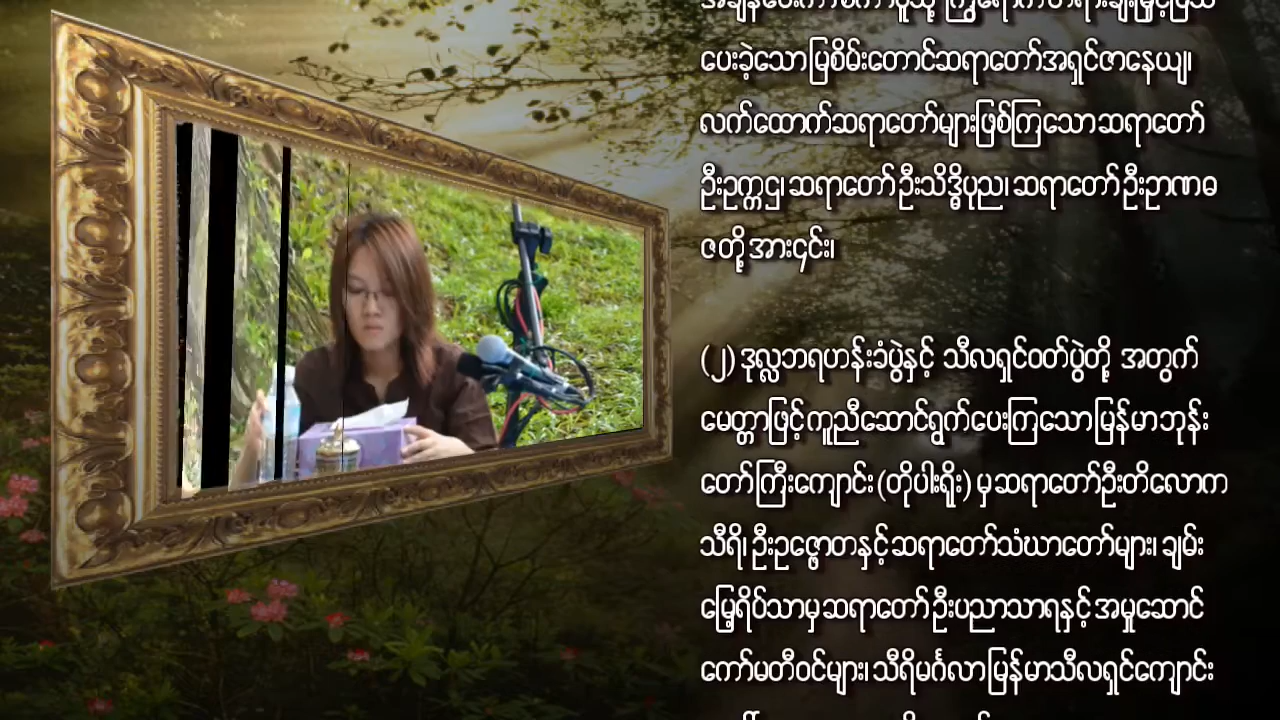 ပေးခဲ့သောမြစိမ်းတောင်ဆရာတော်အရှင်ဇာနေယျ၊
လက်ထောက်ဆရာတော်များဖြစ်ကြသောဆရာတော်
ဦးဥက္ကဋ္ဌ၊ ဆရာတော် ဦးသိဒ္ဓိပုည၊ ဆရာတော် ဦးဉာဏဓ
ဇတို့ အား၎င်း၊
(၂) ဒုလ္လဘရဟန်းခံပွဲနှင့် သီလရှင်ဝတ်ပွဲတို့ အတွက်
မေတ္တာဖြင့်ကူညီဆောင်ရွက်ပေးကြသောမြန်မာဘုန်း
တော်ကြီးကျောင်း (တိုပါးရိုး) မှ ဆရာတော်ဦးတိလောက
သီရိ၊ ဦးဥဇ္ဇောတနှင့်ဆရာတော်သံဃာတော်များ၊ ချမ်း
မြေ့ရိပ်သာမှ ဆရာတော် ဦးပညာသာရနှင့် အမှုဆောင်
ကော်မတီဝင်များ၊ သီရိမင်္ဂလာမြန်မာသီလရှင်ကျောင်း